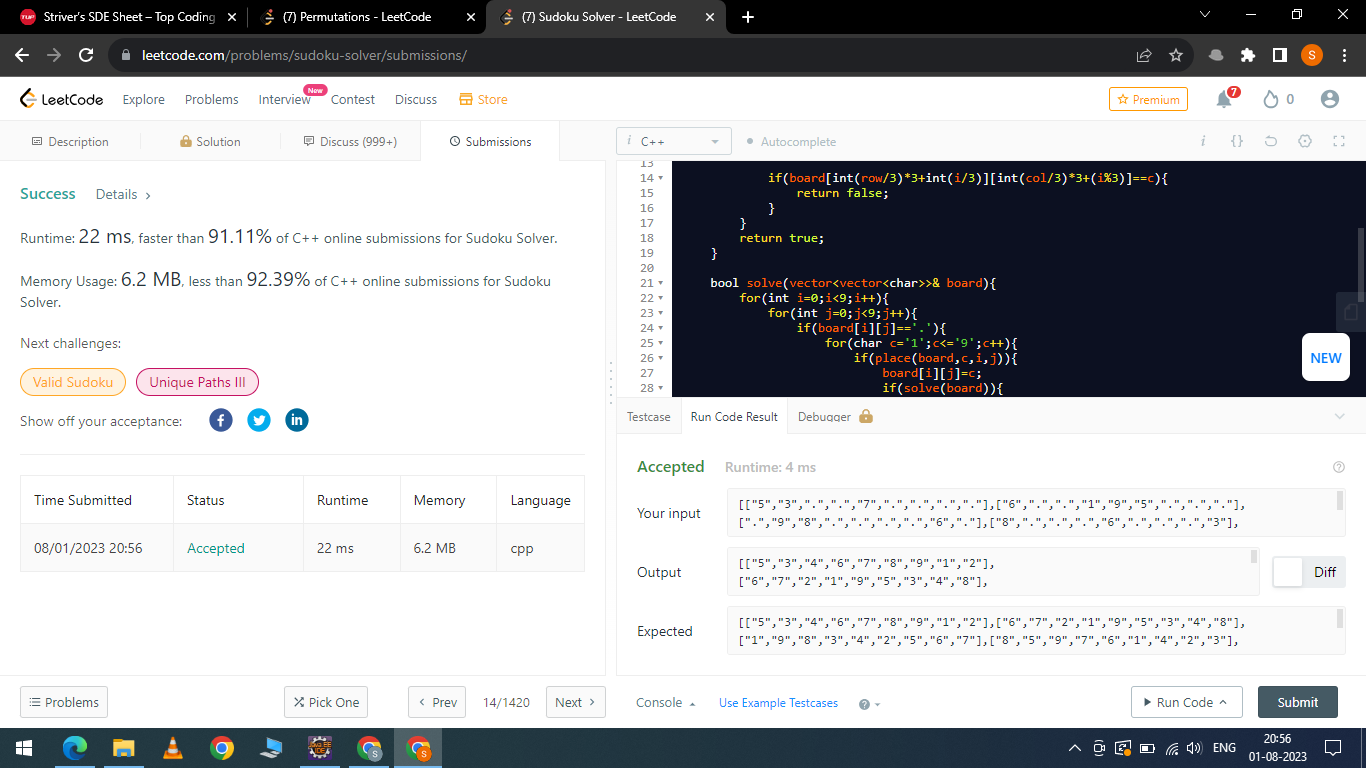 Striver's SDE Sheet – Top Coding
(7) Permutations - LeetCode
(7) Sudoku Solver - LeetCode
leetcode.com/problems/sudoku-solver/submissions/
S
LeetCode
Explore
Problems
Interview
New
Contest
Discuss
Store
Premium
7
0
Description
Solution
Discuss (999+)
Submissions
i C++
Autocomplete
Success
Details
Runtime: 22 ms, faster than 91.11% of C++ online submissions for Sudoku Solver.
Memory Usage: 6.2 MB, less than 92.39% of C++ online submissions for Sudoku
Solver.
Next challenges:
Valid Sudoku
Unique Paths III
Show off your acceptance:
Time Submitted Status Runtime Memory Language
08/01/2023 20:56 Accepted 22 ms 6.2 MB cpp
13
14 if(board[int(row/3)*3+int(i/3)][int(col/3)*3+(i%3)]==c){
15 return false;
16 }
17 }
18 return true;
19 }
20
21 bool solve(vector<vector<char>>& board){
22 for(int i=0;i<9;i++){
23 for(int j=0;j<9;j++){
24 if(board[i][j]=='.'){
25 for(char c='1';c<='9';c++){
26 if(place(board,c,i,j)){
27 board[i][j]=c;
28 if(solve(board)){
NEW
Testcase
Run Code Result
Debugger
Accepted
Runtime: 4 ms
Your input
[["5","3",".",".","7",".",".",".","."],["6",".",".","1","9","5",".",".","."],
[".","9","8",".",".",".",".","6","."],["8",".",".",".","6",".",".",".","3"],
Output
[["5","3","4","6","7","8","9","1","2"],
["6","7","2","1","9","5","3","4","8"],
Diff
Expected
[["5","3","4","6","7","8","9","1","2"],["6","7","2","1","9","5","3","4","8"],
["1","9","8","3","4","2","5","6","7"],["8","5","9","7","6","1","4","2","3"],
Problems
Pick One
Prev
14/1420
Next
Console
Use Example Testcases
Run Code
Submit
ENG
20:56
01-08-2023